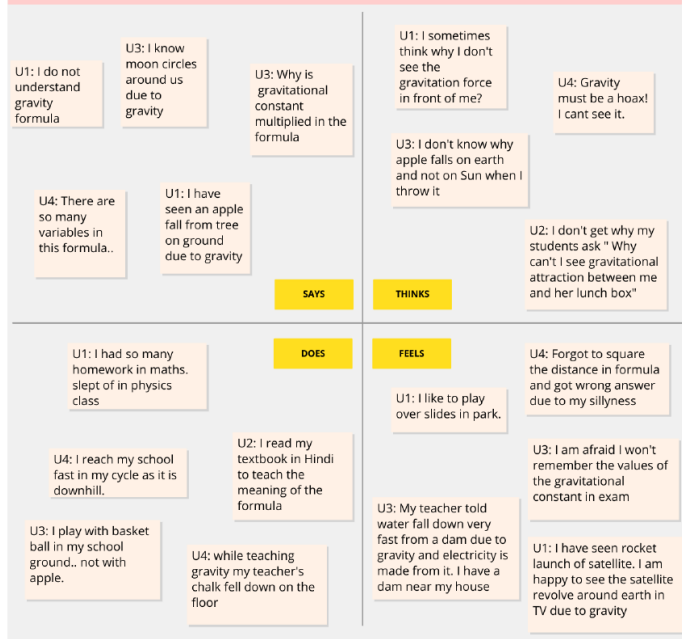 U1: I do not
understand
gravity
formula
U3: I know
moon circles
around us
due to
gravity
U3: Why is
gravitational
constant
multiplied in the
formula
U4: There are
so many
variables in
this formula..
U1: I have
seen an apple
fall from tree
on ground
due to gravity
SAYS
U1: I sometimes
think why I don't
see the
gravitation force
in front of me?
U4: Gravity
must be a hoax!
I cant see it.
U3: I don't know why
apple falls on earth
and not on Sun when I
throw it
U2: I don't get why my
students ask " Why
can't I see gravitational
attraction between me
and her lunch box"
THINKS
DOES
U1: I had so many
homework in maths.
slept of in physics
class
U4: I reach my school
fast in my cycle as it is
downhill.
U2: I read my
textbook in Hindi
to teach the
meaning of the
formula
U3: I play with basket
ball in my school
ground.. not with
apple.
U4: while teaching
gravity my teacher's
chalk fell down on the
floor
FEELS
U4: Forgot to square
the distance in formula
and got wrong answer
due to my sillyness
U1: I like to play
over slides in park.
U3: I am afraid I won't
remember the values of
the gravitational
constant in exam
U3: My teacher told
water fall down very
fast from a dam due to
gravity and electricity is
made from it. I have a
dam near my house
U1: I have seen rocket
launch of satellite. I am
happy to see the satellite
revolve around earth in
TV due to gravity